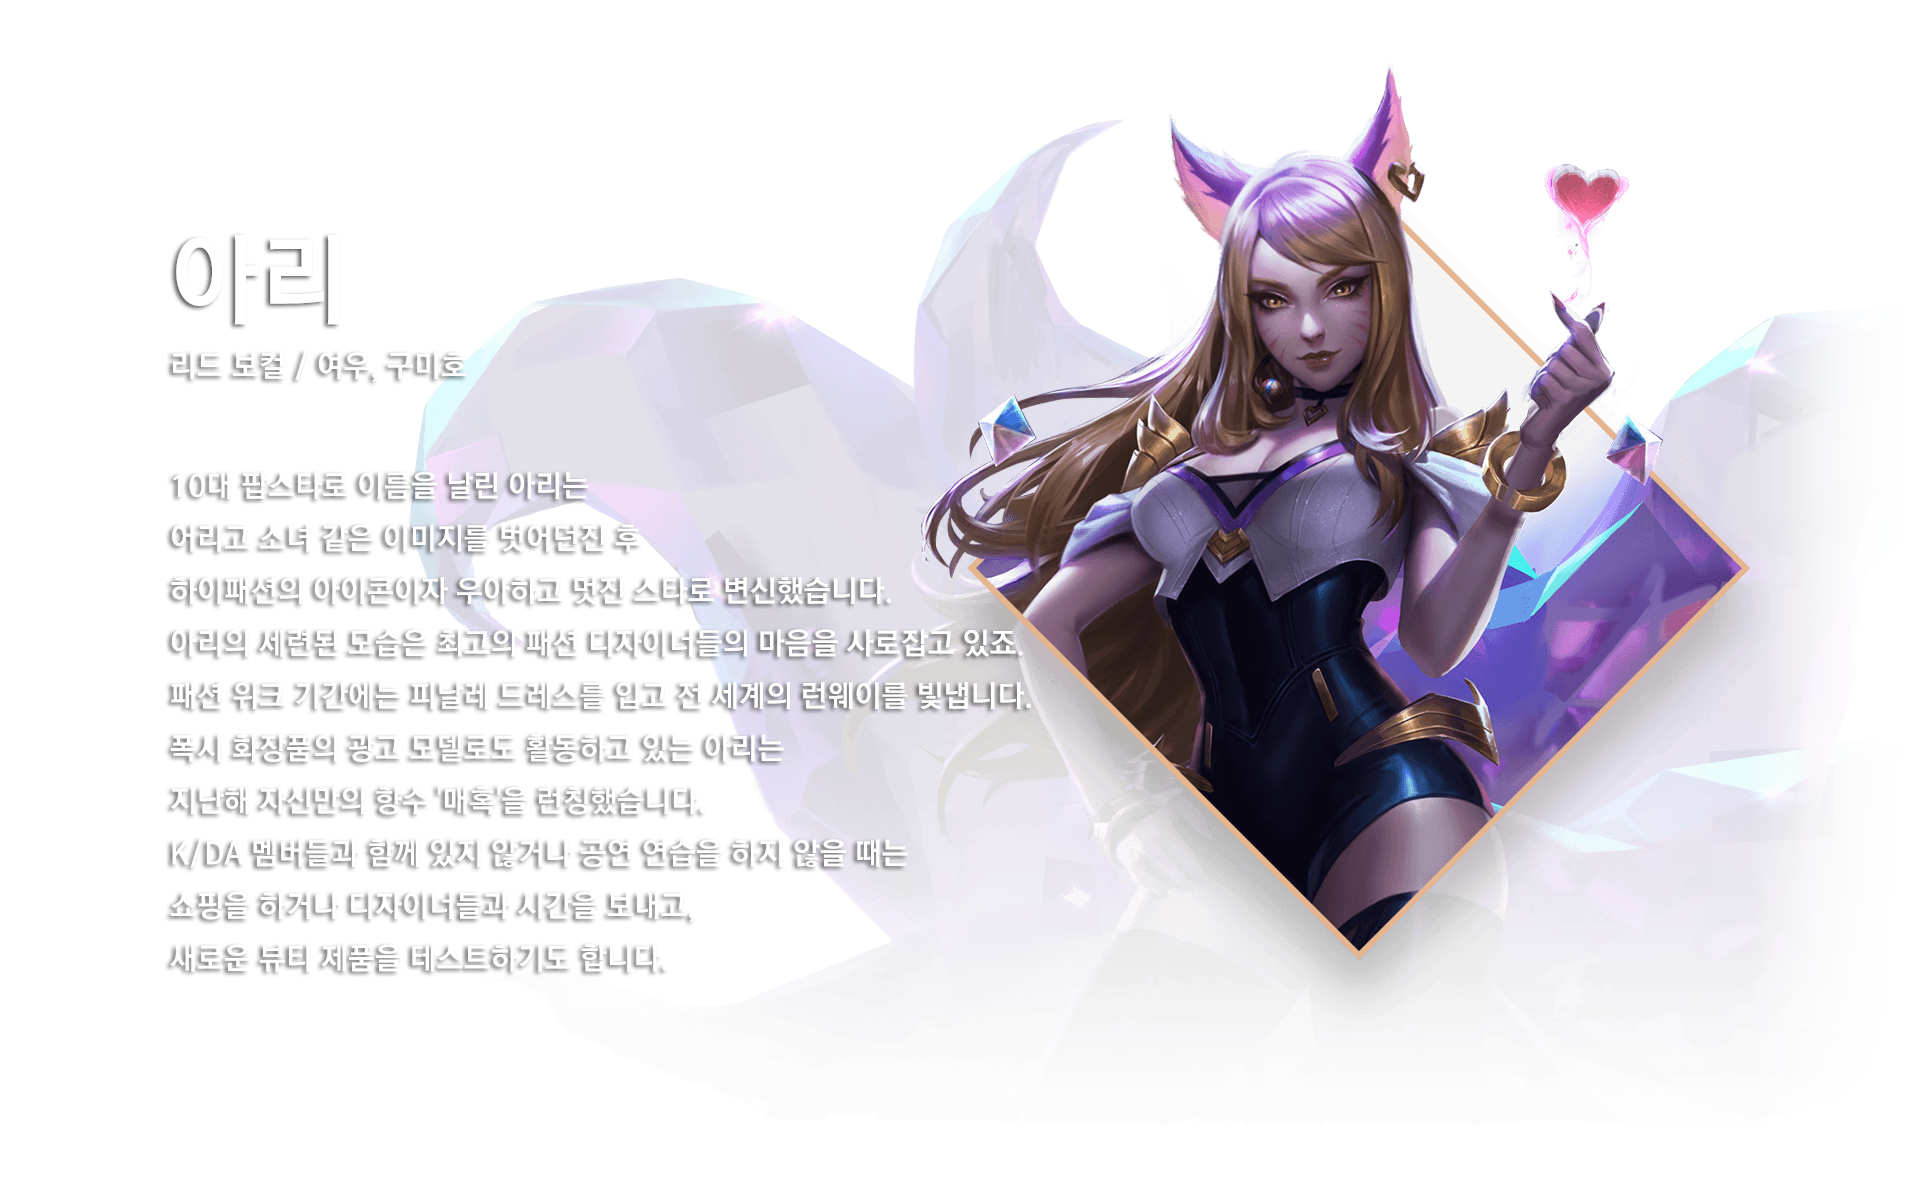 아리
리드 보컬 / 여우, 구미호
10대 팝스타로 이름을 날린 아리는
어리고 소녀 같은 이미지를 벗어던진 후
하이패션의 아이콘이자 우아하고 멋진 스타로 변신했습니다.
아리의 세련된 모습은 최고의 패션 디자이너들의 마음을 사로잡고 있죠.
패션 위크 기간에는 피날레 드레스를 입고 전 세계의 런웨이를 빛냅니다.
폭시 화장품의 광고 모델로도 활동하고 있는 아리는
지난해 자신만의 향수 '매혹'을 런칭했습니다.
K/DA 멤버들과 함께 있지 않거나 공연 연습을 하지 않을 때는
쇼핑을 하거나 디자이너들과 시간을 보내고,
새로운 뷰티 제품을 테스트하기도 합니다.